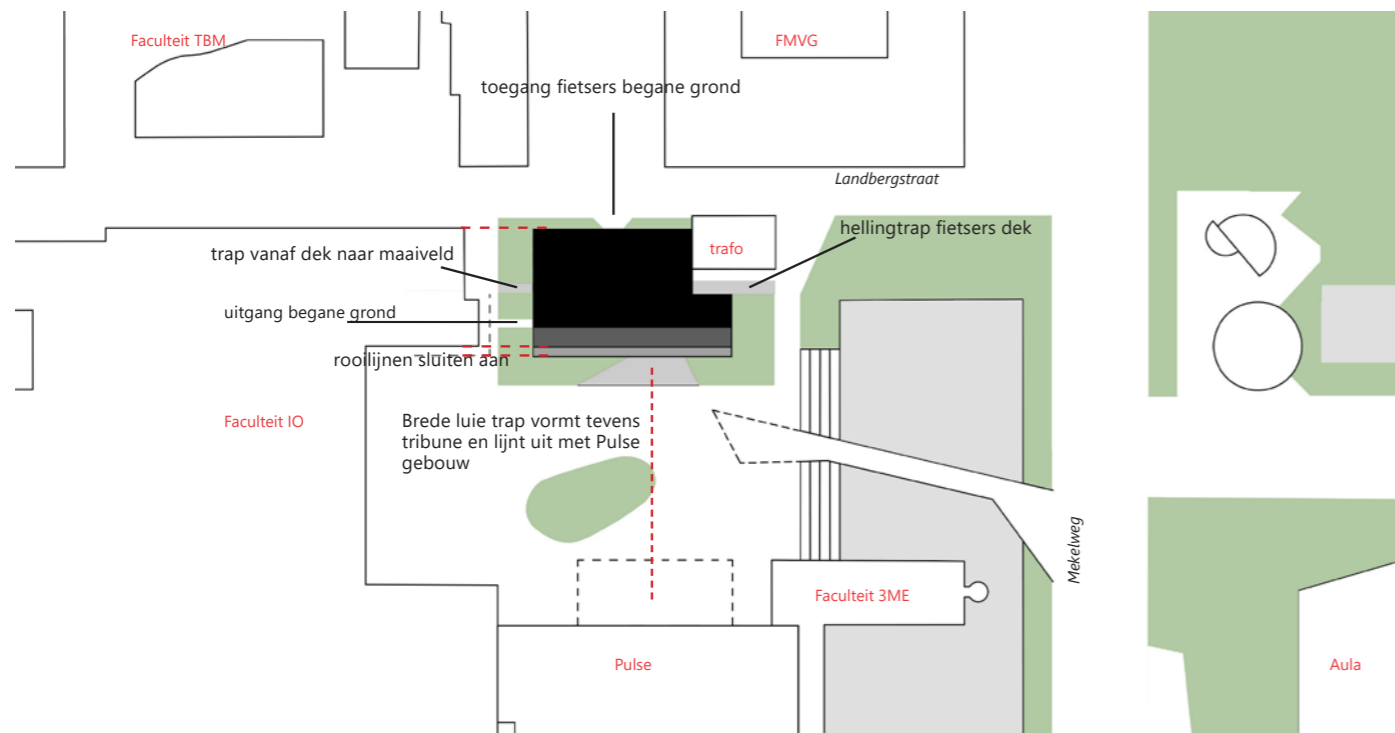 Faculteit TBM
FMVG
toegang fietsers begane grond
Landbergstraat
trafo
hellingtrap fietsers dek
trap vanaf dek naar maaiveld
uitgang begane grond
rooilijnen sluiten aan
Faculteit IO
Brede luie trap vormt tevens
tribune en lijnt uit met Pulse
gebouw
Mekelweg
Faculteit 3ME
Pulse
Aula